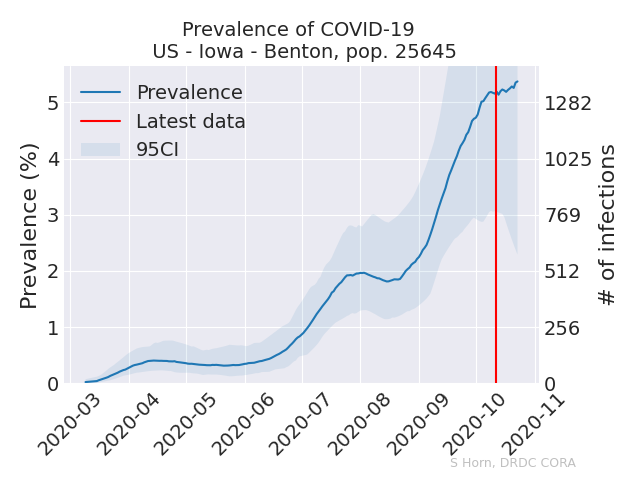 Prevalence of COVID-19
US - Iowa - Benton, pop. 25645
Prevalence
Latest data
95CI
Prevalence (%)
5
4
3
2
1
0
1282
1025
769
512
256
0
# of infections
2020-03
2020-04
2020-05
2020-06
2020-07
2020-08
2020-09
2020-10
2020-11
S Horn, DRDC CORA